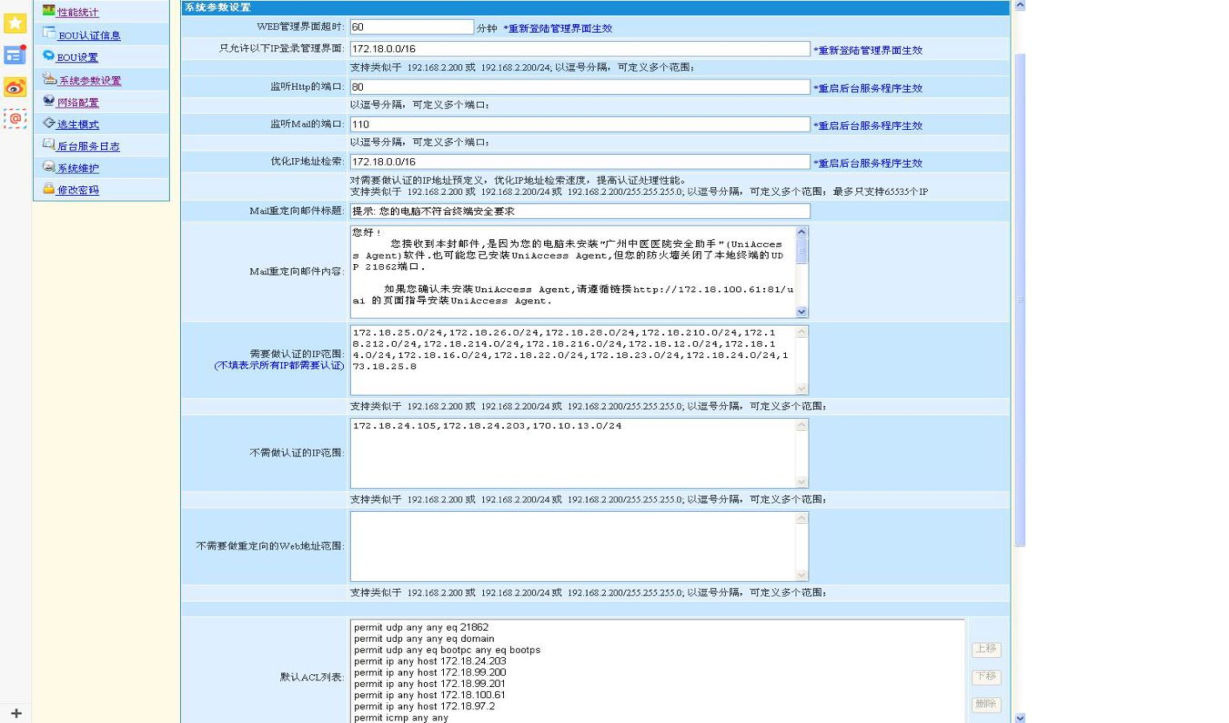 性能统计
EOU认证信息
EOU设置
系统参数设置
网络配置
逃生模式
后台服务日志
系统维护
修改密码
系统参数设置
WEB管理界面超时: 60 分钟 *重新登陆管理界面生效
只允许以下IP登录管理界面: 172.18.0.0/16 *重新登陆管理界面生效
支持类似于 192.168.2.200 或 192.168.2.200/24; 以逗号分隔，可定义多个范围；
监听Http的端口: 80 *重启后台服务程序生效
以逗号分隔，可定义多个端口；
监听Mail的端口: 110 *重启后台服务程序生效
以逗号分隔，可定义多个端口；
优化IP地址检索: 172.18.0.0/16 *重启后台服务程序生效
对需要做认证的IP地址预定义，优化IP地址检索速度，提高认证处理性能。
支持类似于 192.168.2.200 或 192.168.2.200/24 或 192.168.2.200/255.255.255.0; 以逗号分隔，可定义多个范围；最多只支持65535个IP
Mail重定向邮件标题: 提示: 您的电脑不符合终端安全要求
Mail重定向邮件内容:
您好！
您接收到本封邮件,是因为您的电脑未安装"广州中医医院安全助手"(UniAcces
s Agent)软件.也可能您已安装UniAccess Agent,但您的防火墙关闭了本地终端的UD
P 21862端口.
如果您确认未安装UniAccess Agent,请遵循链接http://172.18.100.61:81/u
ai 的页面指导安装UniAccess Agent.
需要做认证的IP范围:
(不填表示所有IP都需要认证)
172.18.25.0/24,172.18.26.0/24,172.18.28.0/24,172.18.210.0/24,172.1
8.212.0/24,172.18.214.0/24,172.18.216.0/24,172.18.12.0/24,172.18.1
4.0/24,172.18.16.0/24,172.18.22.0/24,172.18.23.0/24,172.18.24.0/24,1
73.18.25.8
支持类似于 192.168.2.200 或 192.168.2.200/24 或 192.168.2.200/255.255.255.0; 以逗号分隔，可定义多个范围；
不需做认证的IP范围:
172.18.24.105,172.18.24.203,170.10.13.0/24
支持类似于 192.168.2.200 或 192.168.2.200/24 或 192.168.2.200/255.255.255.0; 以逗号分隔，可定义多个范围；
不需要做重定向的Web地址范围:
支持类似于 192.168.2.200 或 192.168.2.200/24 或 192.168.2.200/255.255.255.0; 以逗号分隔，可定义多个范围；
默认ACL列表:
permit udp any any eq 21862
permit udp any any eq domain
permit udp any eq bootpc any eq bootps
permit ip any host 172.18.24.203
permit ip any host 172.18.99.200
permit ip any host 172.18.99.201
permit ip any host 172.18.100.61
permit ip any host 172.18.97.2
permit icmp any any
上移
下移
删除